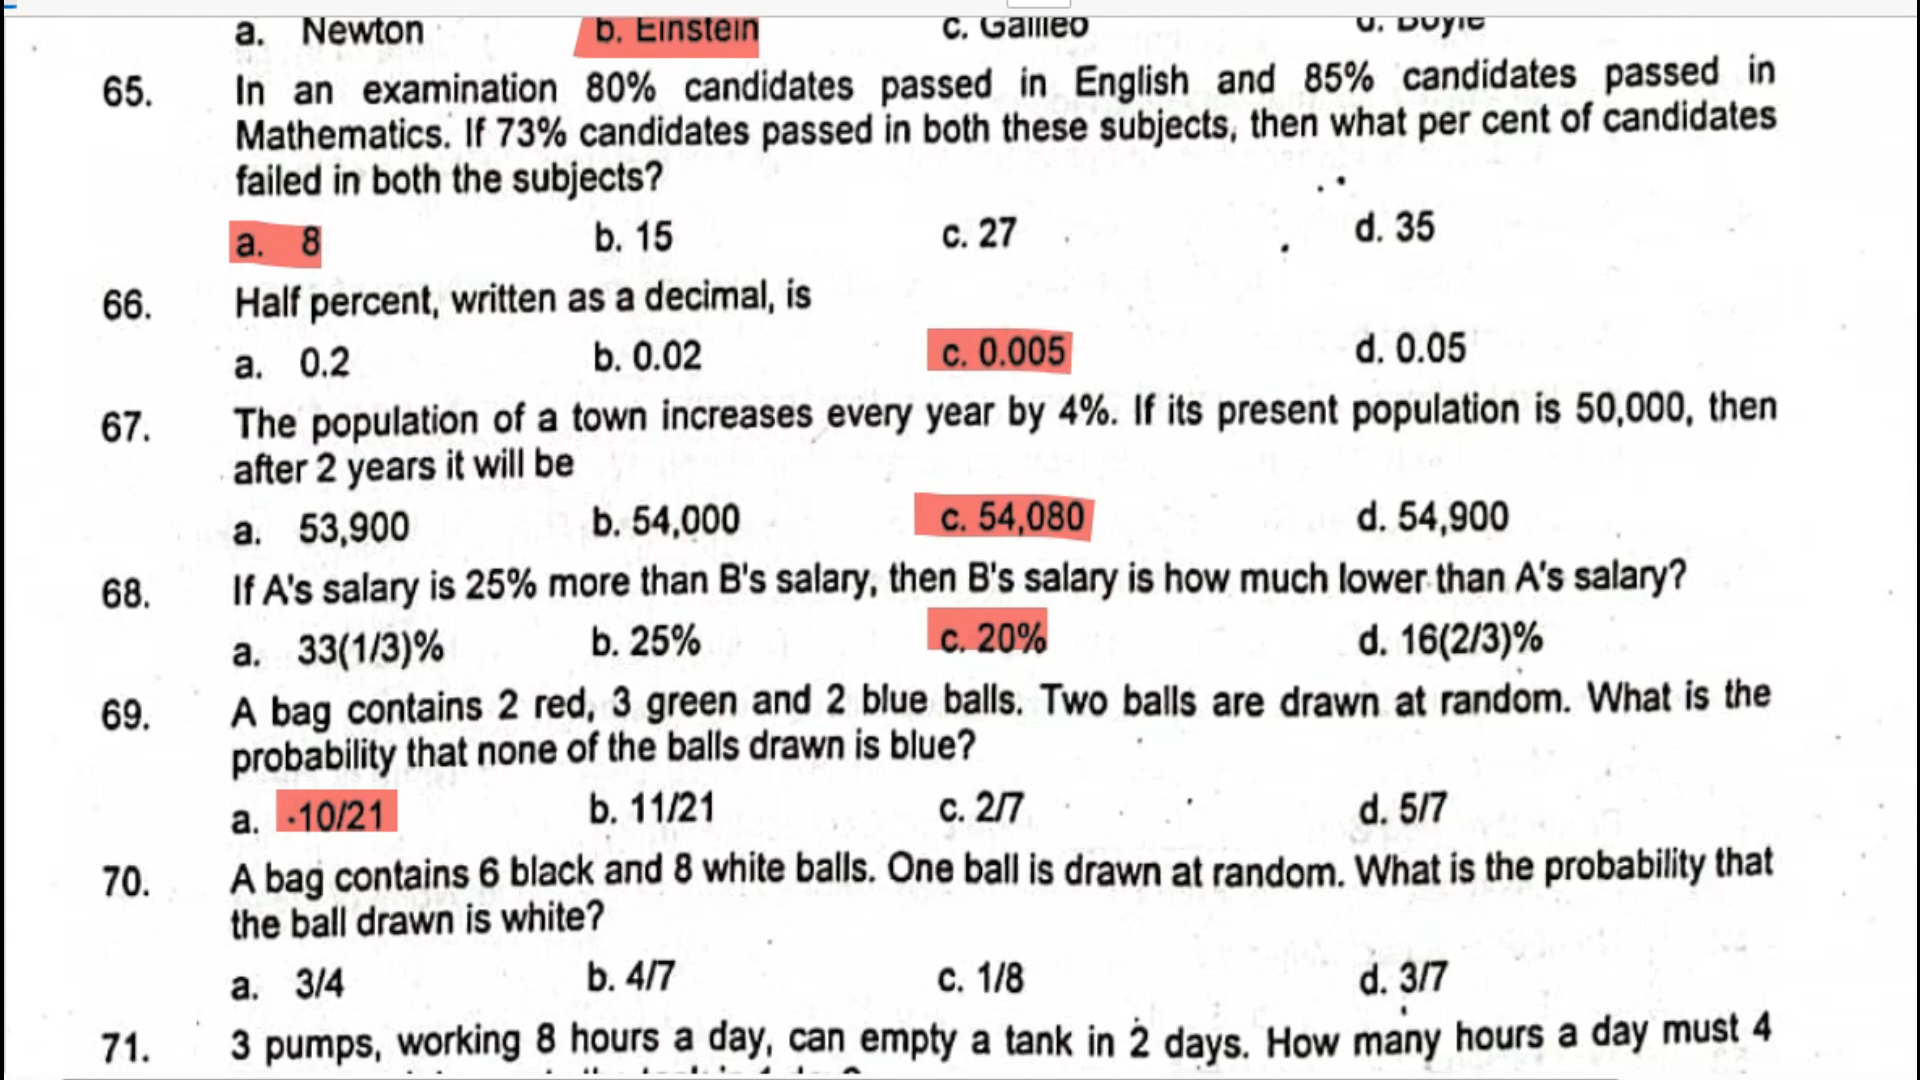 a. Newton b. Einstein c. Galileo d. Boyle
65. In an examination 80% candidates passed in English and 85% candidates passed in
Mathematics. If 73% candidates passed in both these subjects, then what per cent of candidates
failed in both the subjects?
a. 8 b. 15 c. 27 d. 35
66. Half percent, written as a decimal, is
a. 0.2 b. 0.02 c. 0.005 d. 0.05
67. The population of a town increases every year by 4%. If its present population is 50,000, then
after 2 years it will be
a. 53,900 b. 54,000 c. 54,080 d. 54,900
68. If A's salary is 25% more than B's salary, then B's salary is how much lower than A's salary?
a. 33(1/3)% b. 25% c. 20% d. 16(2/3)%
69. A bag contains 2 red, 3 green and 2 blue balls. Two balls are drawn at random. What is the
probability that none of the balls drawn is blue?
a. 10/21 b. 11/21 c. 2/7 d. 5/7
70. A bag contains 6 black and 8 white balls. One ball is drawn at random. What is the probability that
the ball drawn is white?
a. 3/4 b. 4/7 c. 1/8 d. 3/7
71. 3 pumps, working 8 hours a day, can empty a tank in 2 days. How many hours a day must 4